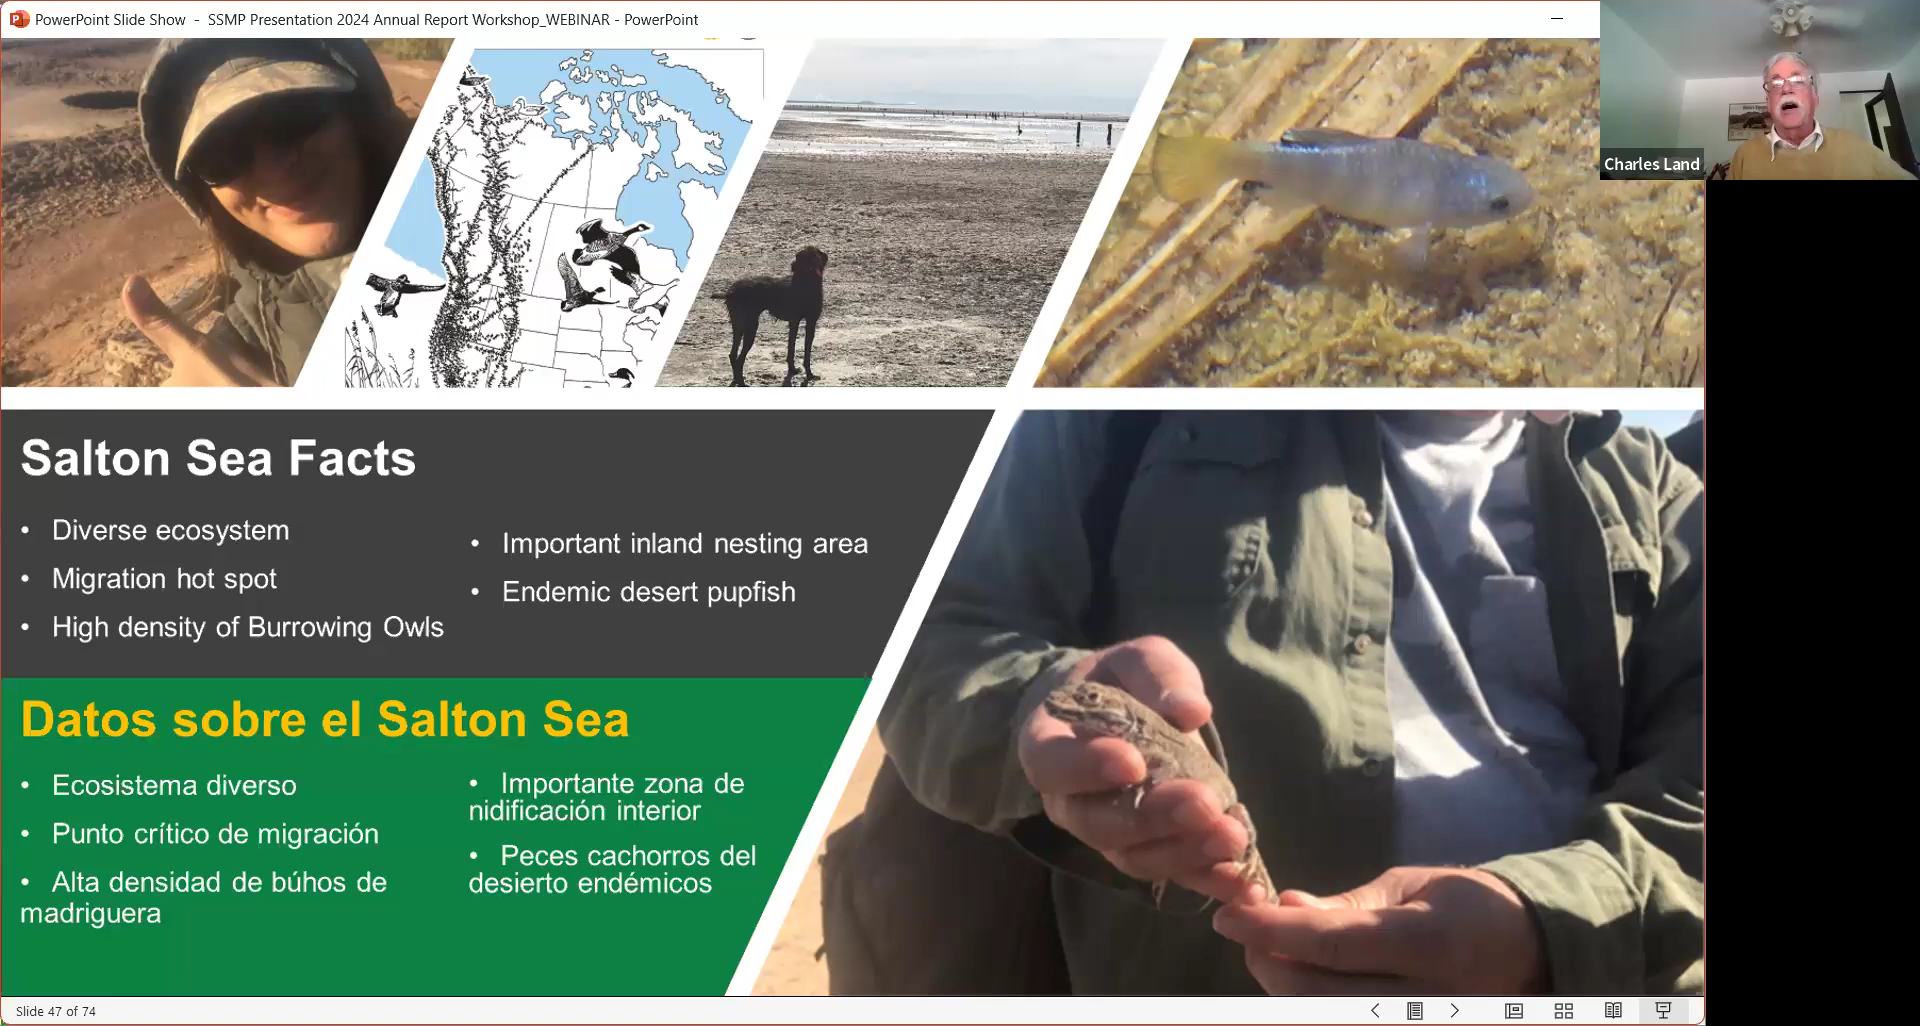 PowerPoint Slide Show - SSMP Presentation 2024 Annual Report Workshop_WEBINAR - PowerPoint
Charles Land
Salton Sea Facts
• Diverse ecosystem
• Migration hot spot
• High density of Burrowing Owls
• Important inland nesting area
• Endemic desert pupfish
Datos sobre el Salton Sea
• Ecosistema diverso
• Punto crítico de migración
• Alta densidad de búhos de
madriguera
• Importante zona de
nidificación interior
• Peces cachorros del
desierto endémicos
Slide 47 of 74